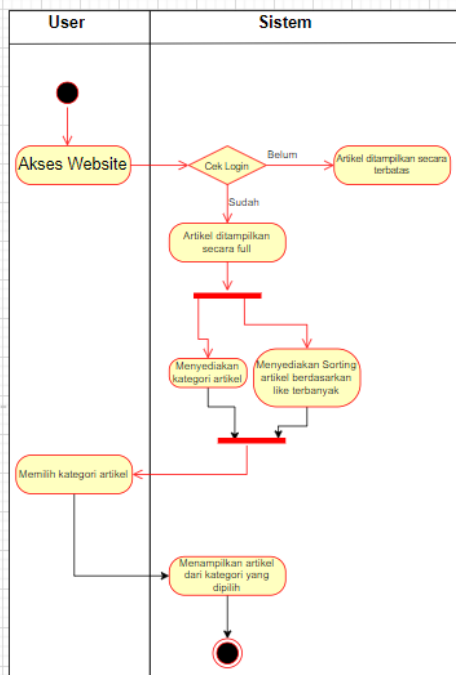 User
Sistem
Akses Website
Cek Login
Belum
Artikel ditampilkan secara
terbatas
Sudah
Artikel ditampilkan
secara full
Menyediakan
kategori artikel
Menyediakan Sorting
artikel berdasarkan
like terbanyak
Memilih kategori artikel
Menampilkan artikel
dari kategori yang
dipilih